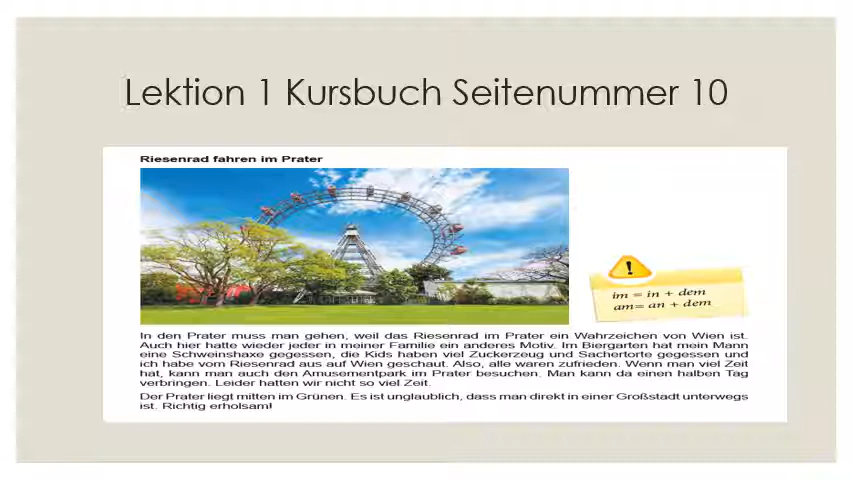 Lektion 1 Kursbuch Seitenummer 10
Riesenrad fahren im Prater
!
im = in + dem
am= an + dem
In den Prater muss man gehen, weil das Riesenrad im Prater ein Wahrzeichen von Wien ist.
Auch hier hatte wieder jeder in meiner Familie ein anderes Motiv. Im Biergarten hat mein Mann
eine Schweinshaxe gegessen, die Kids haben viel Zuckerzeug und Sachertorte gegessen und
ich habe vom Riesenrad aus auf Wien geschaut. Also, alle waren zufrieden. Wenn man viel Zeit
hat, kann man auch den Amusementpark im Prater besuchen. Man kann da einen halben Tag
verbringen. Leider hatten wir nicht so viel Zeit.
Der Prater liegt mitten im Grünen. Es ist unglaublich, dass man direkt in einer Großstadt unterwegs
ist. Richtig erholsam!